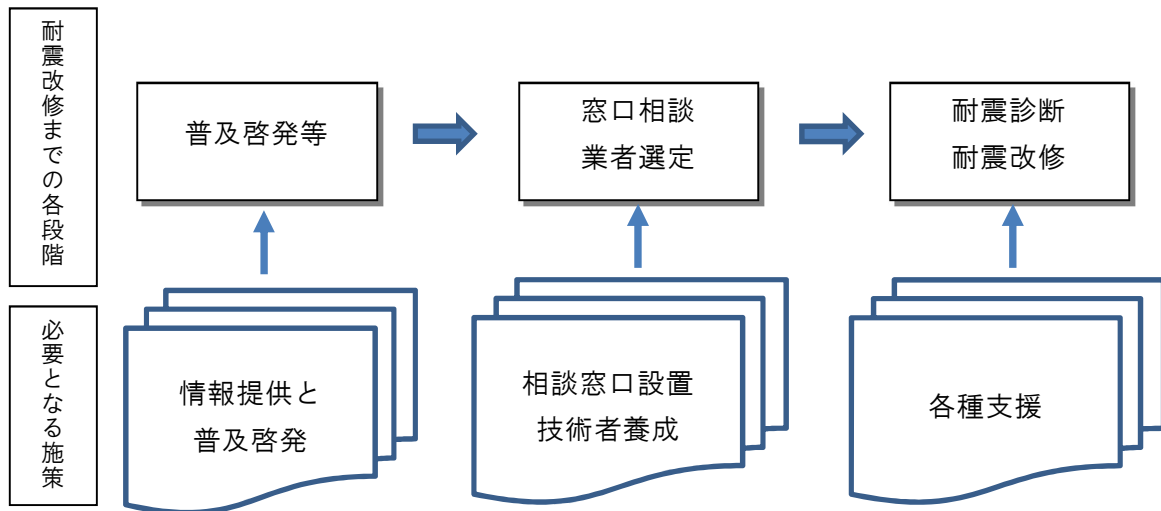 耐震改修までの各段階
普及啓発等
窓口相談
業者選定
耐震診断
耐震改修
必要となる施策
情報提供と
普及啓発
相談窓口設置
技術者養成
各種支援